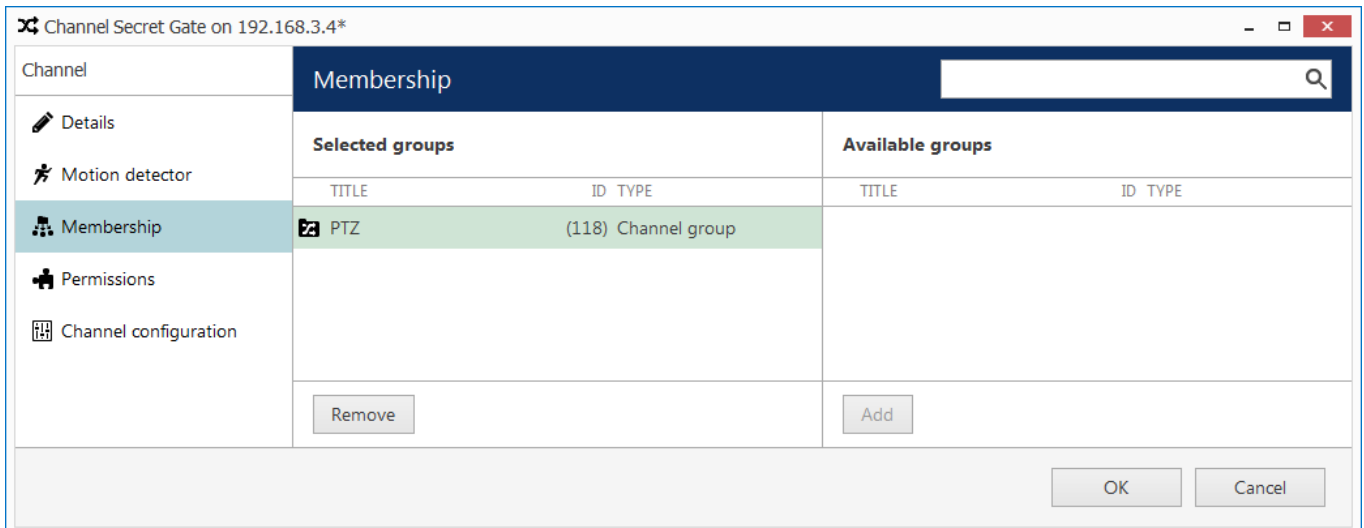 Channel Secret Gate on 192.168.3.4*
Channel
Membership
Details
Motion detector
Membership
Permissions
Channel configuration
Selected groups
Available groups
TITLE ID TYPE
TITLE ID TYPE
PTZ (118) Channel group
Remove
Add
OK
Cancel